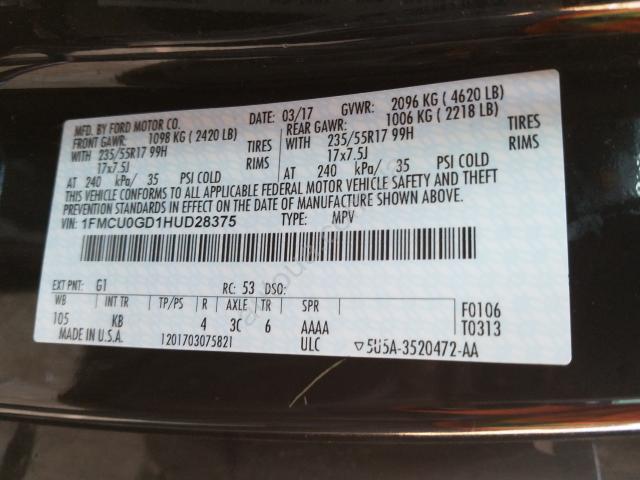 MFD. BY FORD MOTOR CO.
DATE: 03/17 GVWR: 2096 KG ( 4620 LB)
FRONT GAWR: 1098 KG ( 2420 LB)
REAR GAWR: 1006 KG ( 2218 LB)
235/55R17 99H TIRES
235/55R17 99H TIRES
17x7.5J RIMS
17x7.5J RIMS
AT 240 kPa/ 35 PSI COLD
AT 240 kPa/ 35 PSI COLD
THIS VEHICLE CONFORMS TO ALL APPLICABLE FEDERAL MOTOR VEHICLE SAFETY AND THEFT
PREVENTION STANDARDS IN EFFECT ON THE DATE OF MANUFACTURE SHOWN ABOVE.
VIN: 1FMCU0GD1HUD28375 TYPE: MPV
EXT PNT: G1 RC: 53 DSO:
WB INT TR TP/PS R AXLE TR SPR F0106
105 KB 4 3C 6 AAAA T0313
MADE IN U.S.A. 1201703075821 ULC ▽5U5A-3520472-AA